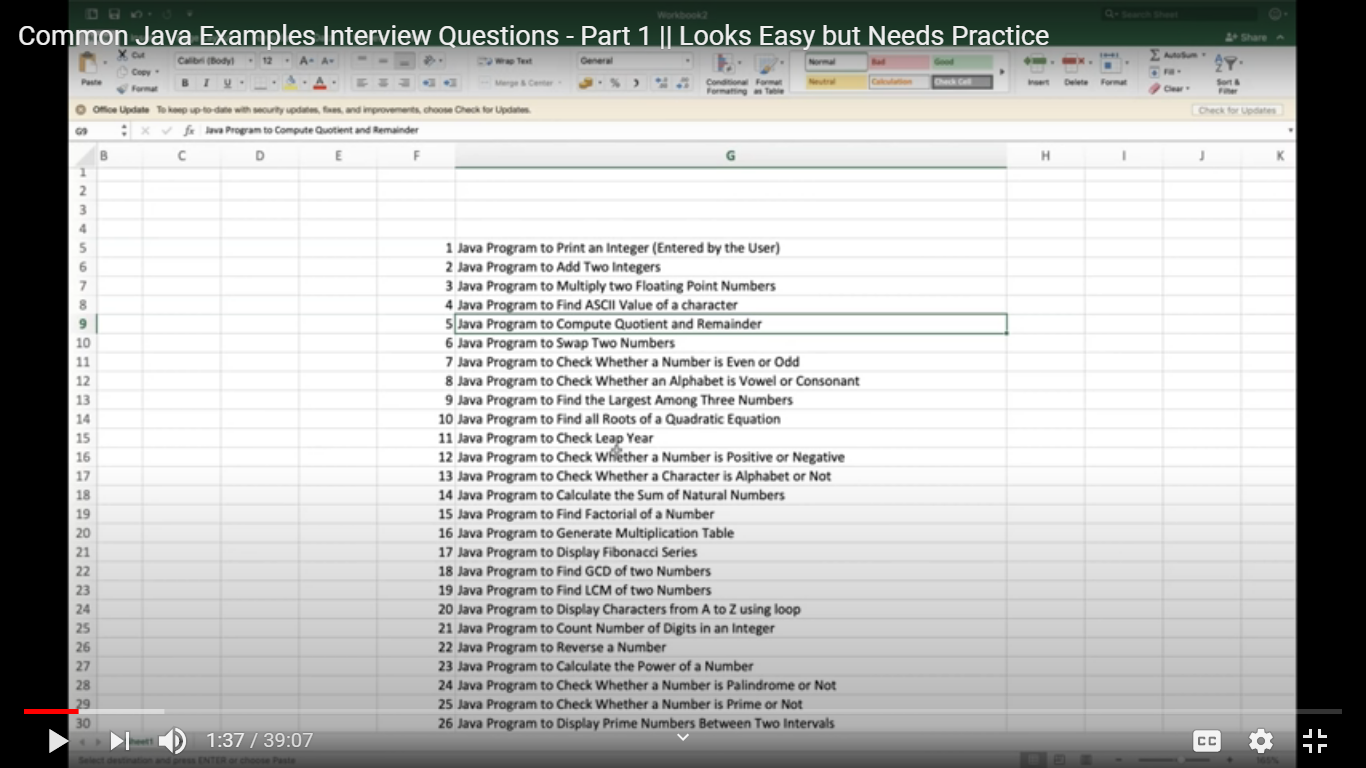 Workbook2
Search Sheet
Common Java Examples Interview Questions - Part 1 || Looks Easy but Needs Practice
Share
Cut
Calibri (Body) 12 A A
Wrap Text
General
Normal Bad Good
AutoSum
Copy
Fill
Paste
Format
B I U A
Merge & Center
%
Conditional Formatting
Format as Table
Neutral Calculation Check Cell
Insert Delete Format
Clear
Sort & Filter
Office Update To keep up-to-date with security updates, fixes, and improvements, choose Check for Updates.
Check for Updates
G9 fx Java Program to Compute Quotient and Remainder
B C D E F G H I J K
1
2
3
4
5 1 Java Program to Print an Integer (Entered by the User)
6 2 Java Program to Add Two Integers
7 3 Java Program to Multiply two Floating Point Numbers
8 4 Java Program to Find ASCII Value of a character
9 5 Java Program to Compute Quotient and Remainder
10 6 Java Program to Swap Two Numbers
11 7 Java Program to Check Whether a Number is Even or Odd
12 8 Java Program to Check Whether an Alphabet is Vowel or Consonant
13 9 Java Program to Find the Largest Among Three Numbers
14 10 Java Program to Find all Roots of a Quadratic Equation
15 11 Java Program to Check Leap Year
16 12 Java Program to Check Whether a Number is Positive or Negative
17 13 Java Program to Check Whether a Character is Alphabet or Not
18 14 Java Program to Calculate the Sum of Natural Numbers
19 15 Java Program to Find Factorial of a Number
20 16 Java Program to Generate Multiplication Table
21 17 Java Program to Display Fibonacci Series
22 18 Java Program to Find GCD of two Numbers
23 19 Java Program to Find LCM of two Numbers
24 20 Java Program to Display Characters from A to Z using loop
25 21 Java Program to Count Number of Digits in an Integer
26 22 Java Program to Reverse a Number
27 23 Java Program to Calculate the Power of a Number
28 24 Java Program to Check Whether a Number is Palindrome or Not
29 25 Java Program to Check Whether a Number is Prime or Not
30 26 Java Program to Display Prime Numbers Between Two Intervals
1:37 / 39:07
CC
Select destination and press ENTER or choose Paste
165%